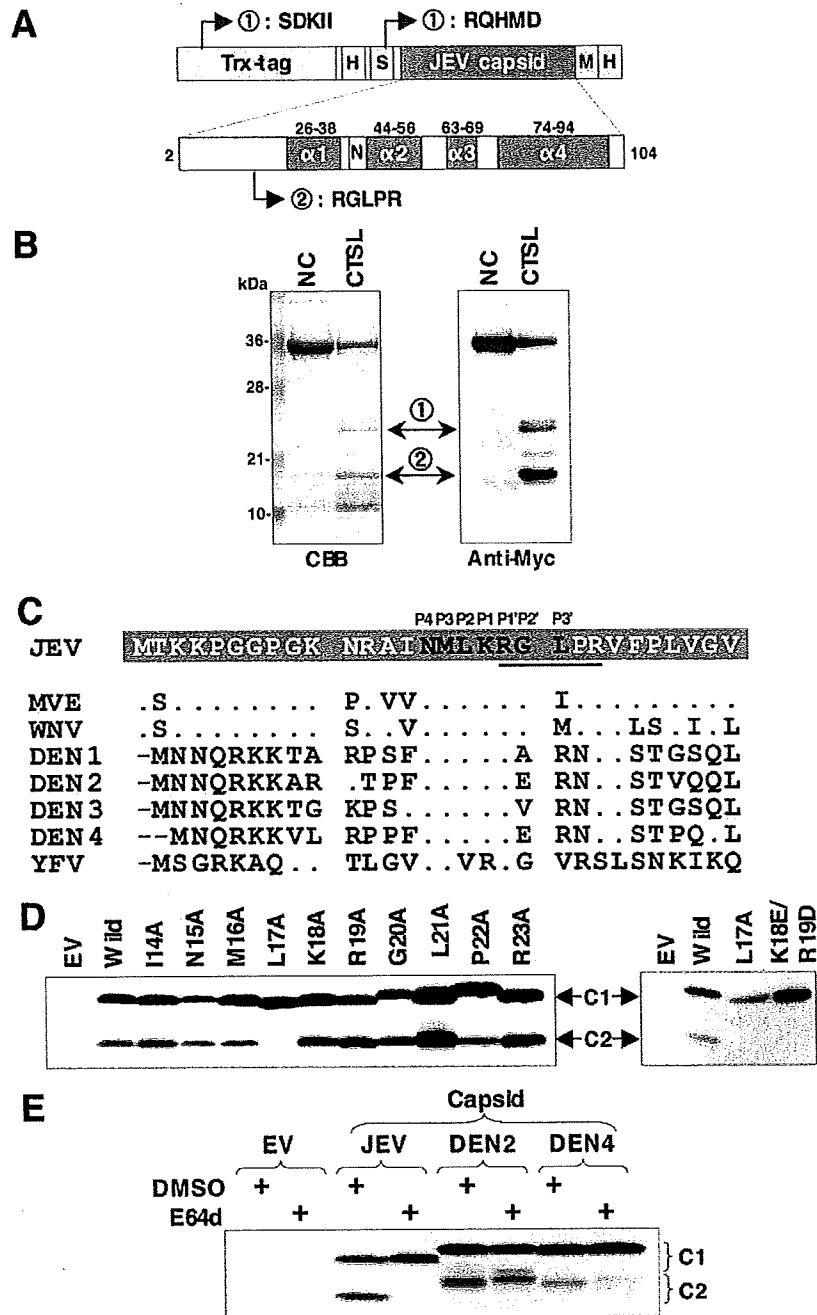 A
① : SDKII
① : RQHMD
Trx-tag H S JEV capsid M H
26-38 44-56 63-69 74-94
2 α1 N α2 α3 α4 104
② : RGLPR
B
NC CTSL NC CTSL
kDa
36-
28-
①
21-
②
10-
CBB Anti-Myc
C
P4 P3 P2 P1 P1' P2' P3'
JEV MTKKPGGPGK NRAINMLKRG LPRVFPLVGV
MVE .S........ P.VV...... I.........
WNV .S........ S..V...... M...LS.I.L
DEN1 -MNNQRKKTA RPSF.....A RN..STGSQL
DEN2 -MNNQRKKAR .TPF.....E RN..STVQQL
DEN3 -MNNQRKKTG KPS......V RN..STGSQL
DEN4 --MNQRKKVL RPPF.....E RN..STPQ.L
YFV -MSGRKAQ.. TLGV..VR.G VRSLSNKIKQ
D
EV Wild I14A N15A M16A L17A K18A R19A G20A L21A P22A R23A EV Wild L17A K18E/R19D
C1
C2
E
Capsid
EV JEV DEN2 DEN4
DMSO + + + +
E64d + + + +
C1
C2